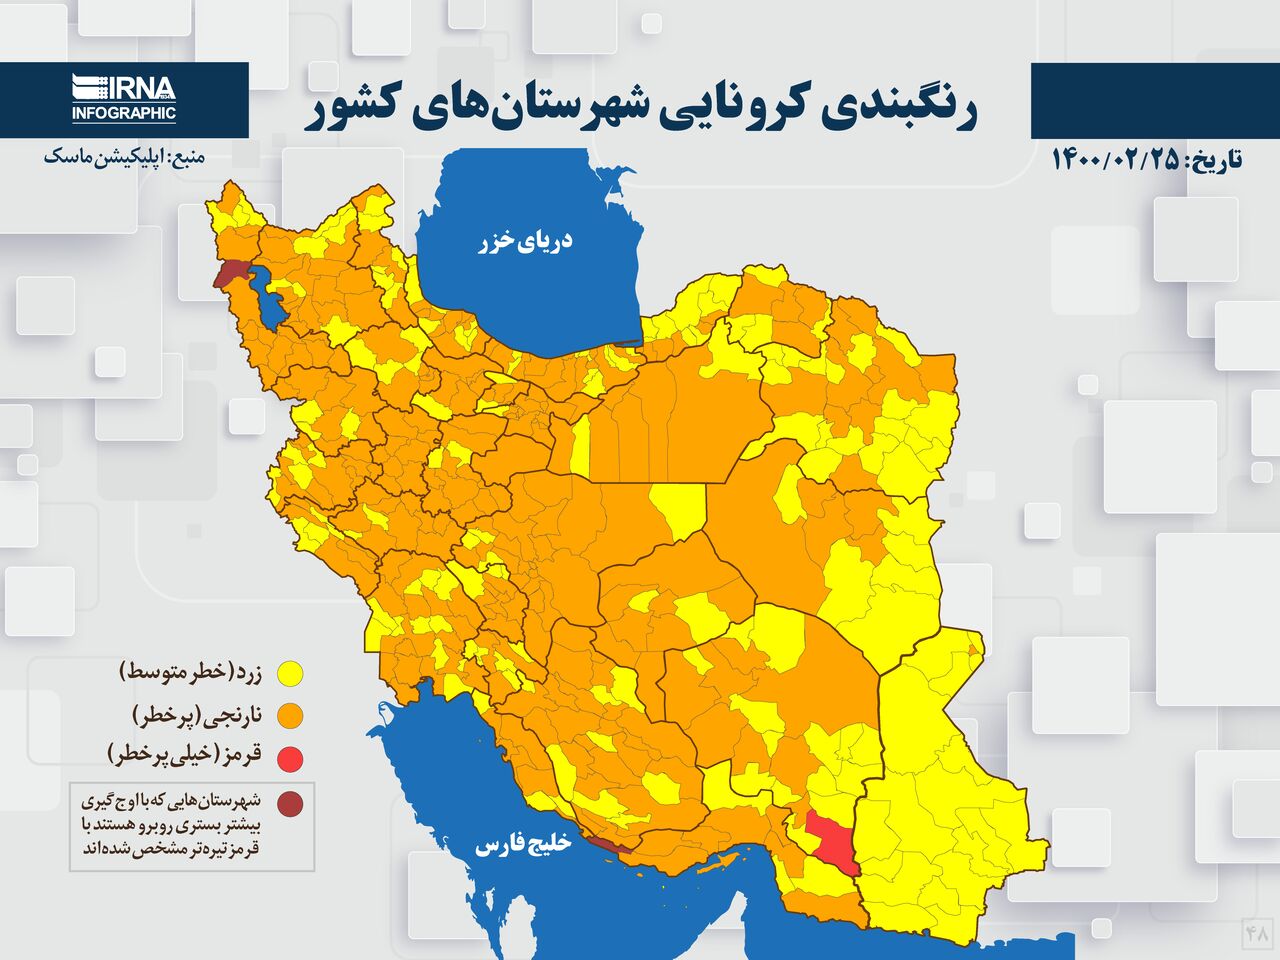 IRNA
INFOGRAPHIC
رنگبندی کرونایی شهرستان‌های کشور
تاریخ: ۱۴۰۰/۰۲/۲۵
منبع: اپلیکیشن ماسک
دریای خزر
زرد (خطر متوسط)
نارنجی (پرخطر)
قرمز (خیلی پرخطر)
شهرستان‌هایی که با اوج گیری
بیشتر بستری روبرو هستند با
قرمز تیره‌تر مشخص شده‌اند
خلیج فارس
۴۸